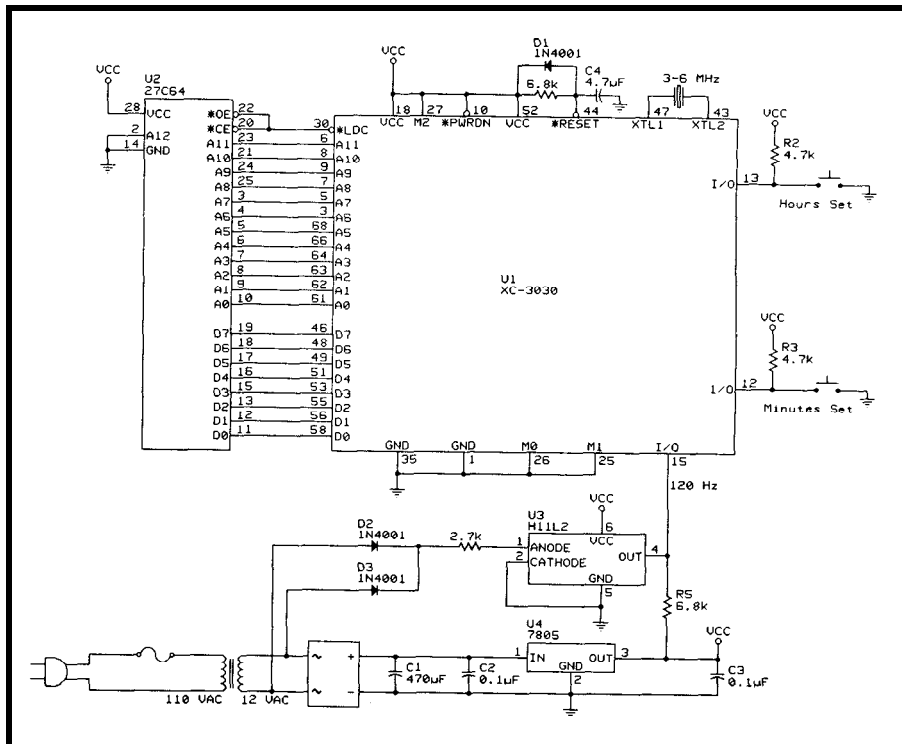 VCC
U2
27C64
28
VCC
2
A12
14
GND
*OE
22
*CE
20
A11
23
A10
21
A9
24
A8
25
A7
3
A6
4
A5
5
A4
6
A3
7
A2
8
A1
9
A0
10
D7
19
D6
18
D5
17
D4
16
D3
15
D2
13
D1
12
D0
11
30
*LDC
6
A11
8
A10
9
A9
7
A8
5
A7
3
A6
68
A5
66
A4
64
A3
63
A2
62
A1
61
A0
46
D7
48
D6
49
D5
51
D4
53
D3
55
D2
56
D1
58
D0
VCC
D1
1N4001
6.8k
C4
4.7µF
3-6 MHz
18
27
10
52
44
47
43
VCC
M2
*PWRDN
VCC
*RESET
XTL1
XTL2
U1
XC-3030
VCC
R2
4.7k
I/O
13
Hours Set
VCC
R3
4.7k
I/O
12
Minutes Set
GND
GND
M0
M1
I/O
35
1
26
25
15
120 Hz
D2
1N4001
D3
1N4001
2.7k
U3
H11L2
VCC
6
VCC
1
ANODE
2
CATHODE
OUT
4
GND
5
R5
6.8k
U4
7805
1
IN
OUT
3
GND
2
VCC
C3
0.1µF
110 VAC
12 VAC
~
+
~
–
C1
470µF
C2
0.1µF